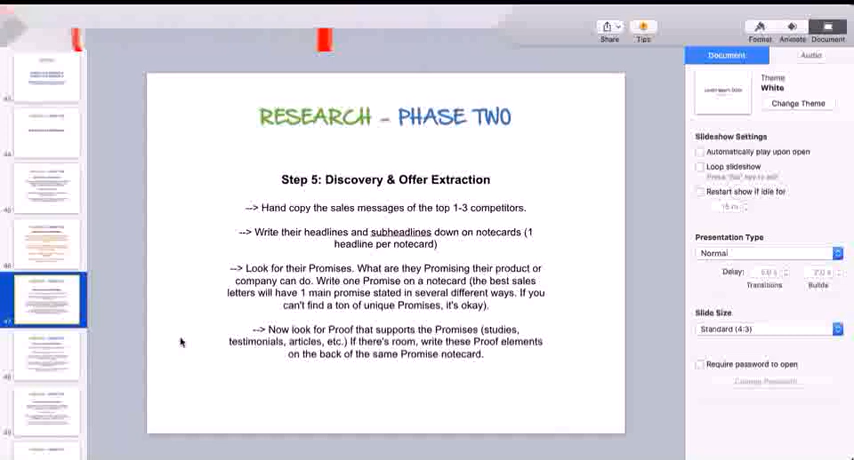 Share
Tips
Format
Animate
Document
Document
Audio
Theme
White
Change Theme
Slideshow Settings
Automatically play upon open
Loop slideshow
Restart show if idle for
Presentation Type
Normal
Delay:
Transitions
Builds
Slide Size
Standard (4:3)
Require password to open
RESEARCH - PHASE TWO
Step 5: Discovery & Offer Extraction
--> Hand copy the sales messages of the top 1-3 competitors.
--> Write their headlines and subheadlines down on notecards (1
headline per notecard)
--> Look for their Promises. What are they Promising their product or
company can do. Write one Promise on a notecard (the best sales
letters will have 1 main promise stated in several different ways. If you
can't find a ton of unique Promises, it's okay).
--> Now look for Proof that supports the Promises (studies,
testimonials, articles, etc.) If there's room, write these Proof elements
on the back of the same Promise notecard.
43
44
45
46
47
48
49